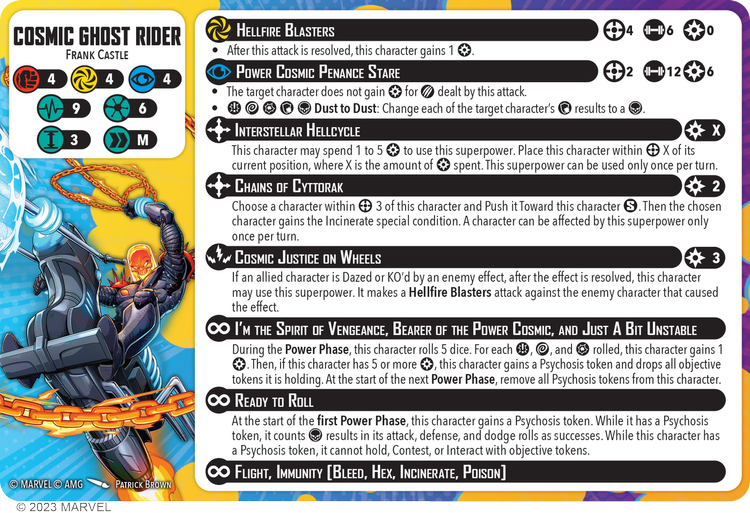 COSMIC GHOST RIDER
FRANK CASTLE
4 4 4
9 6
3 M
HELLFIRE BLASTERS 4 6 0
• After this attack is resolved, this character gains 1 .
POWER COSMIC PENANCE STARE 2 12 6
• The target character does not gain for dealt by this attack.
• Dust to Dust: Change each of the target character's results to a .
INTERSTELLAR HELLCYCLE X
This character may spend 1 to 5 to use this superpower. Place this character within X of its
current position, where X is the amount of spent. This superpower can be used only once per turn.
CHAINS OF CYTTORAK 2
Choose a character within 3 of this character and Push it Toward this character S. Then the chosen
character gains the Incinerate special condition. A character can be affected by this superpower only
once per turn.
COSMIC JUSTICE ON WHEELS 3
If an allied character is Dazed or KO'd by an enemy effect, after the effect is resolved, this character
may use this superpower. It makes a Hellfire Blasters attack against the enemy character that caused
the effect.
I'M THE SPIRIT OF VENGEANCE, BEARER OF THE POWER COSMIC, AND JUST A BIT UNSTABLE
During the Power Phase, this character rolls 5 dice. For each , , and rolled, this character gains 1
. Then, if this character has 5 or more , this character gains a Psychosis token and drops all objective
tokens it is holding. At the start of the next Power Phase, remove all Psychosis tokens from this character.
READY TO ROLL
At the start of the first Power Phase, this character gains a Psychosis token. While it has a Psychosis
token, it counts results in its attack, defense, and dodge rolls as successes. While this character has
a Psychosis token, it cannot hold, Contest, or Interact with objective tokens.
FLIGHT, IMMUNITY [BLEED, HEX, INCINERATE, POISON]
© MARVEL © AMG PATRICK BROWN
© 2023 MARVEL